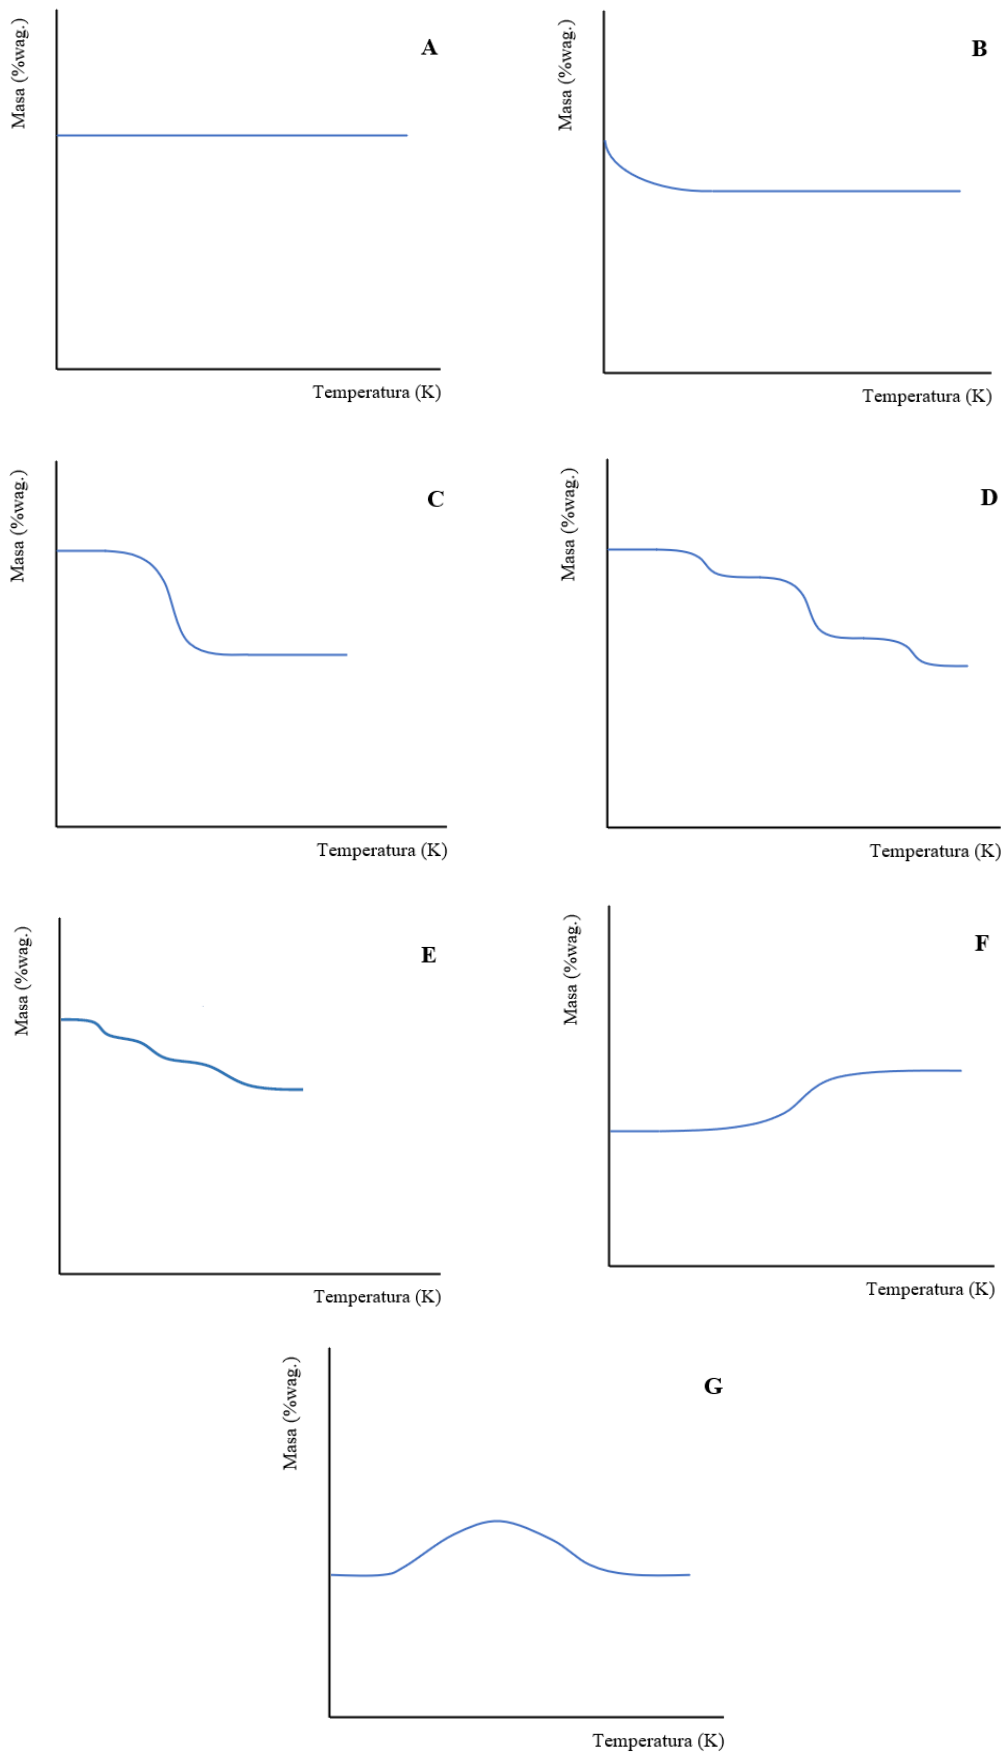 A
Masa (%wag.)
Temperatura (K)
B
Masa (%wag.)
Temperatura (K)
C
Masa (%wag.)
Temperatura (K)
D
Masa (%wag.)
Temperatura (K)
E
Masa (%wag.)
Temperatura (K)
F
Masa (%wag.)
Temperatura (K)
G
Masa (%wag.)
Temperatura (K)